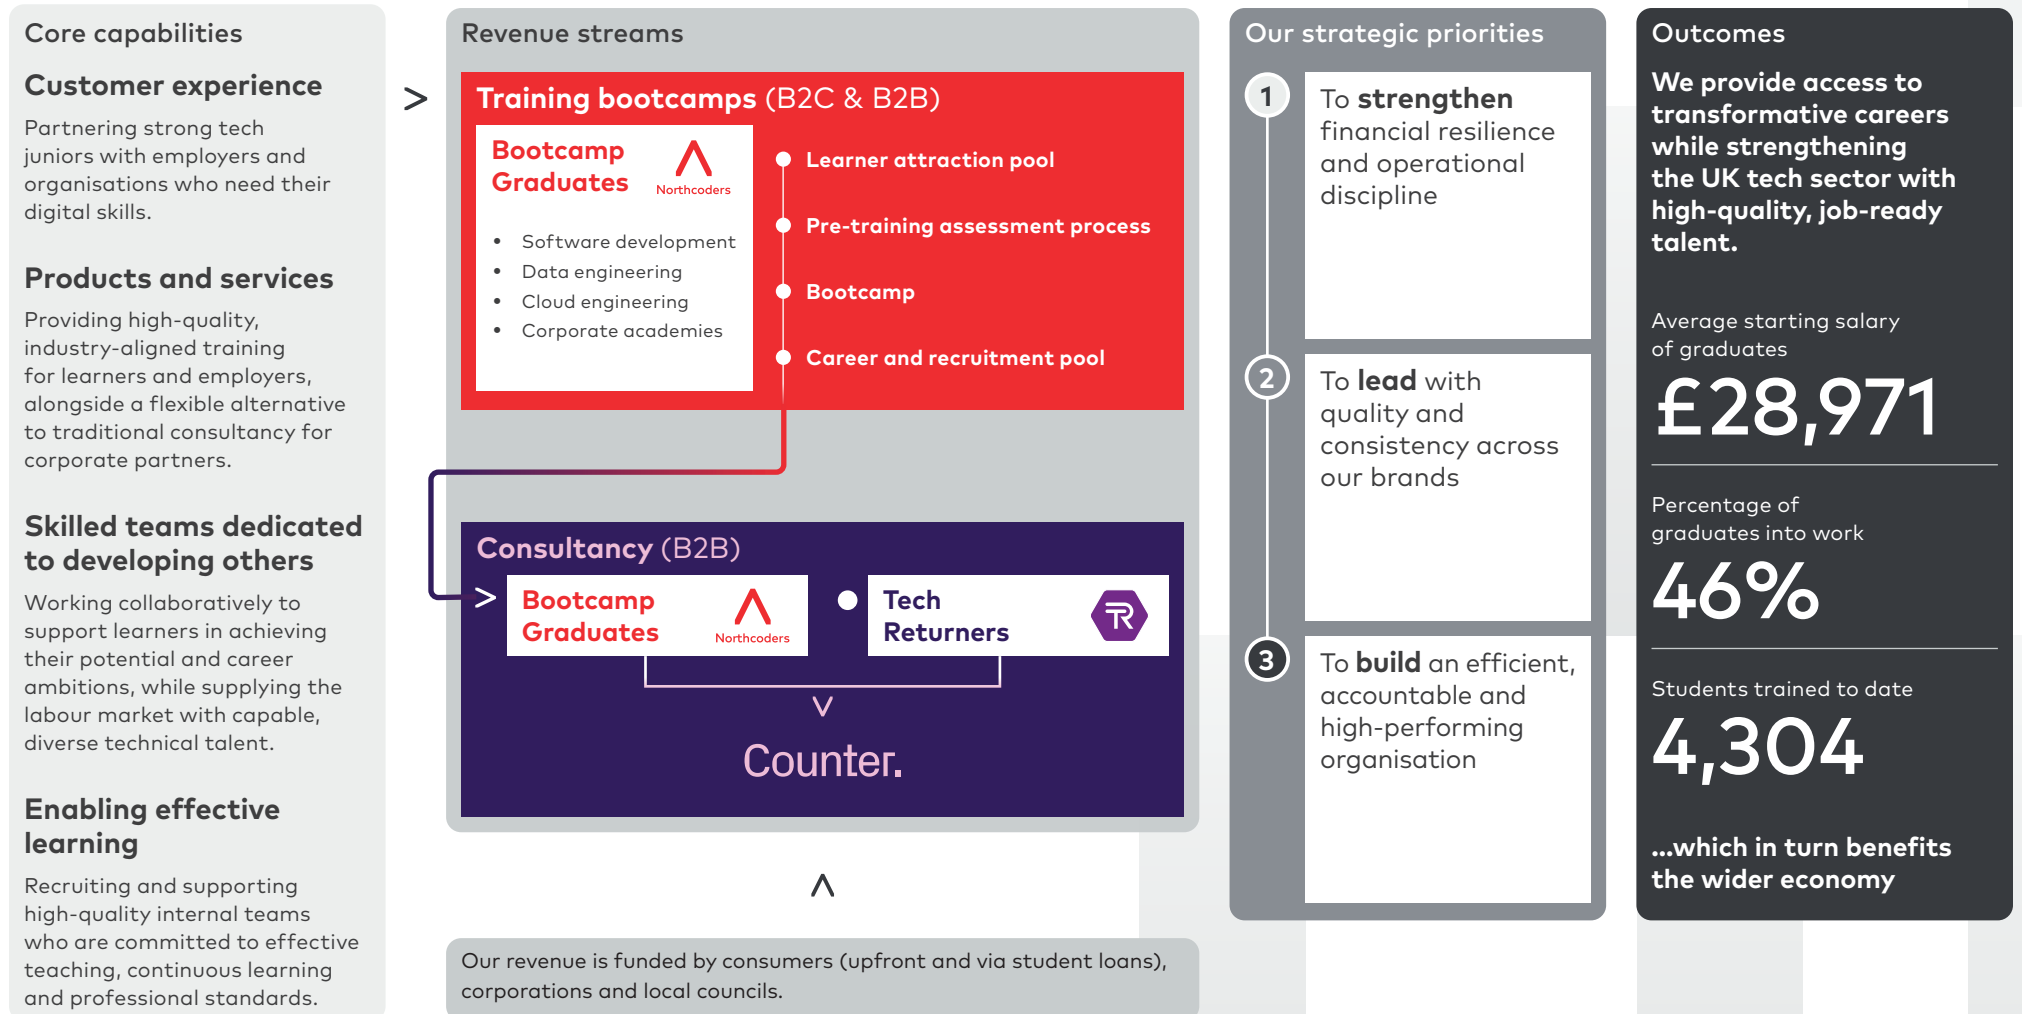 Core capabilities
Customer experience
Partnering strong tech
juniors with employers and
organisations who need their
digital skills.
Products and services
Providing high-quality,
industry-aligned training
for learners and employers,
alongside a flexible alternative
to traditional consultancy for
corporate partners.
Skilled teams dedicated
to developing others
Working collaboratively to
support learners in achieving
their potential and career
ambitions, while supplying the
labour market with capable,
diverse technical talent.
Enabling effective
learning
Recruiting and supporting
high-quality internal teams
who are committed to effective
teaching, continuous learning
and professional standards.
Revenue streams
Training bootcamps (B2C & B2B)
Bootcamp
Graduates
Northcoders
• Software development
• Data engineering
• Cloud engineering
• Corporate academies
Learner attraction pool
Pre-training assessment process
Bootcamp
Career and recruitment pool
Consultancy (B2B)
Bootcamp
Graduates
Northcoders
Tech
Returners
TR
Counter.
Our revenue is funded by consumers (upfront and via student loans),
corporations and local councils.
Our strategic priorities
1
To strengthen
financial resilience
and operational
discipline
2
To lead with
quality and
consistency across
our brands
3
To build an efficient,
accountable and
high-performing
organisation
Outcomes
We provide access to
transformative careers
while strengthening
the UK tech sector with
high-quality, job-ready
talent.
Average starting salary
of graduates
£28,971
Percentage of
graduates into work
46%
Students trained to date
4,304
...which in turn benefits
the wider economy